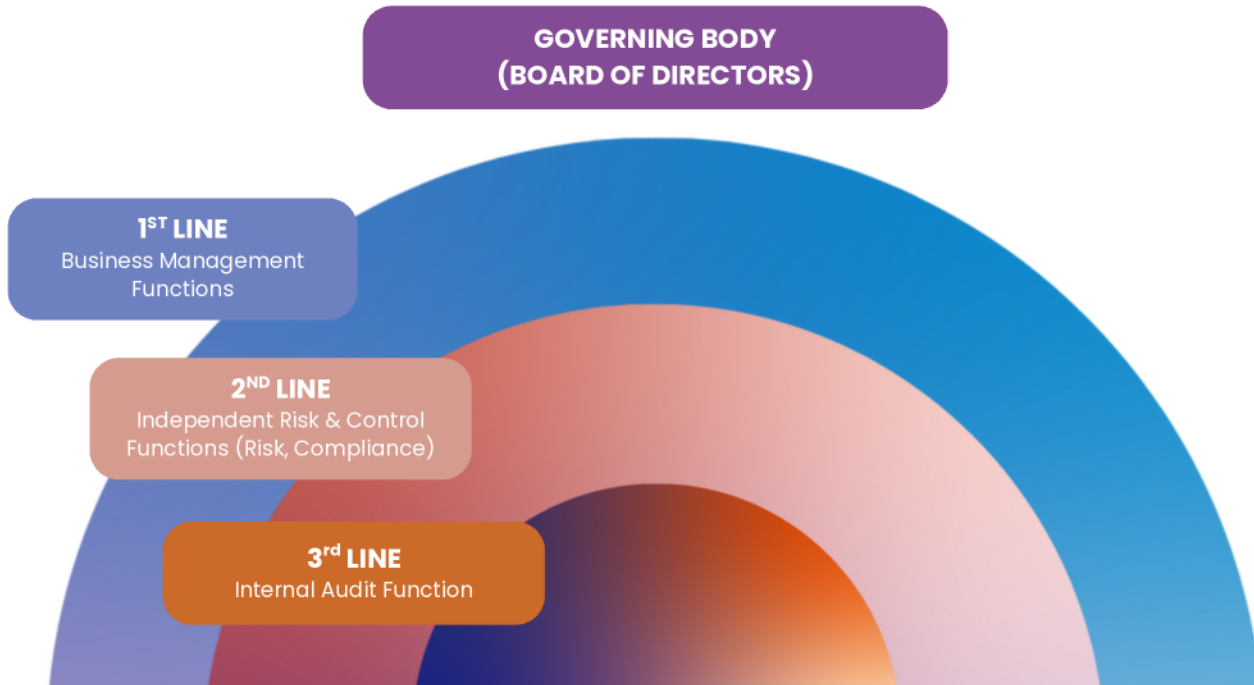 GOVERNING BODY
(BOARD OF DIRECTORS)
1ST LINE
Business Management
Functions
2ND LINE
Independent Risk & Control
Functions (Risk, Compliance)
3rd LINE
Internal Audit Function